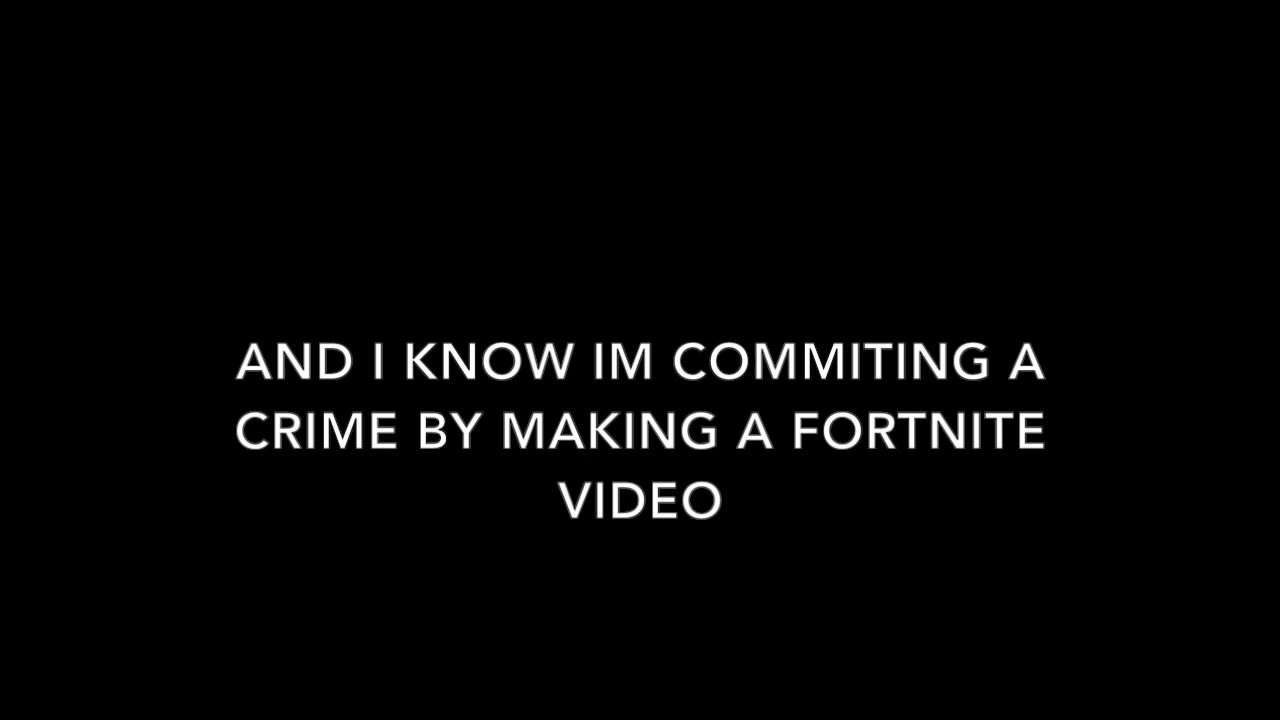 AND I KNOW IM COMMITING A
CRIME BY MAKING A FORTNITE
VIDEO